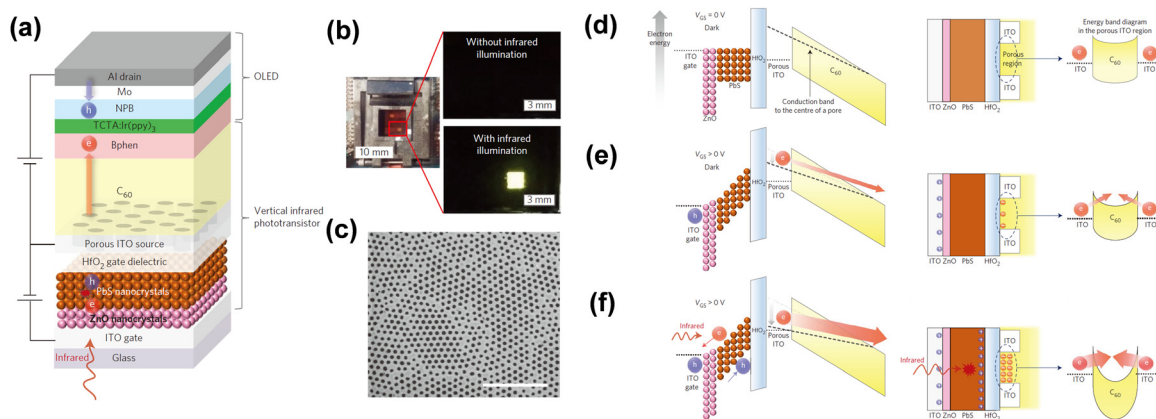 (a)
Al drain
Mo
h
NPB
TCTA:Ir(ppy)3
e
Bphen
C60
Porous ITO source
HfO2 gate dielectric
h
PbS nanocrystals
e
ZnO nanocrystals
ITO gate
Infrared
Glass
OLED
Vertical infrared
phototransistor
(b)
10 mm
Without infrared
illumination
3 mm
With infrared
illumination
3 mm
(c)
(d)
Electron
energy
VGS = 0 V
Dark
ITO
gate
ZnO
PbS
HfO2
Porous
ITO
C60
Conduction band
to the centre of a pore
ITO
Porous
region
ITO
ITO ZnO PbS HfO2
Energy band diagram
in the porous ITO region
e
e
ITO
C60
ITO
(e)
VGS > 0 V
Dark
h
ITO
gate
HfO2
Porous
ITO
e
C60
ITO
ITO
ITO ZnO PbS HfO2
e
e
ITO
C60
ITO
(f)
VGS > 0 V
Infrared
e
h
ITO
gate
h
HfO2
Porous
ITO
e
Infrared
ITO
ITO
ITO ZnO PbS HfO2
e
e
ITO
C60
ITO